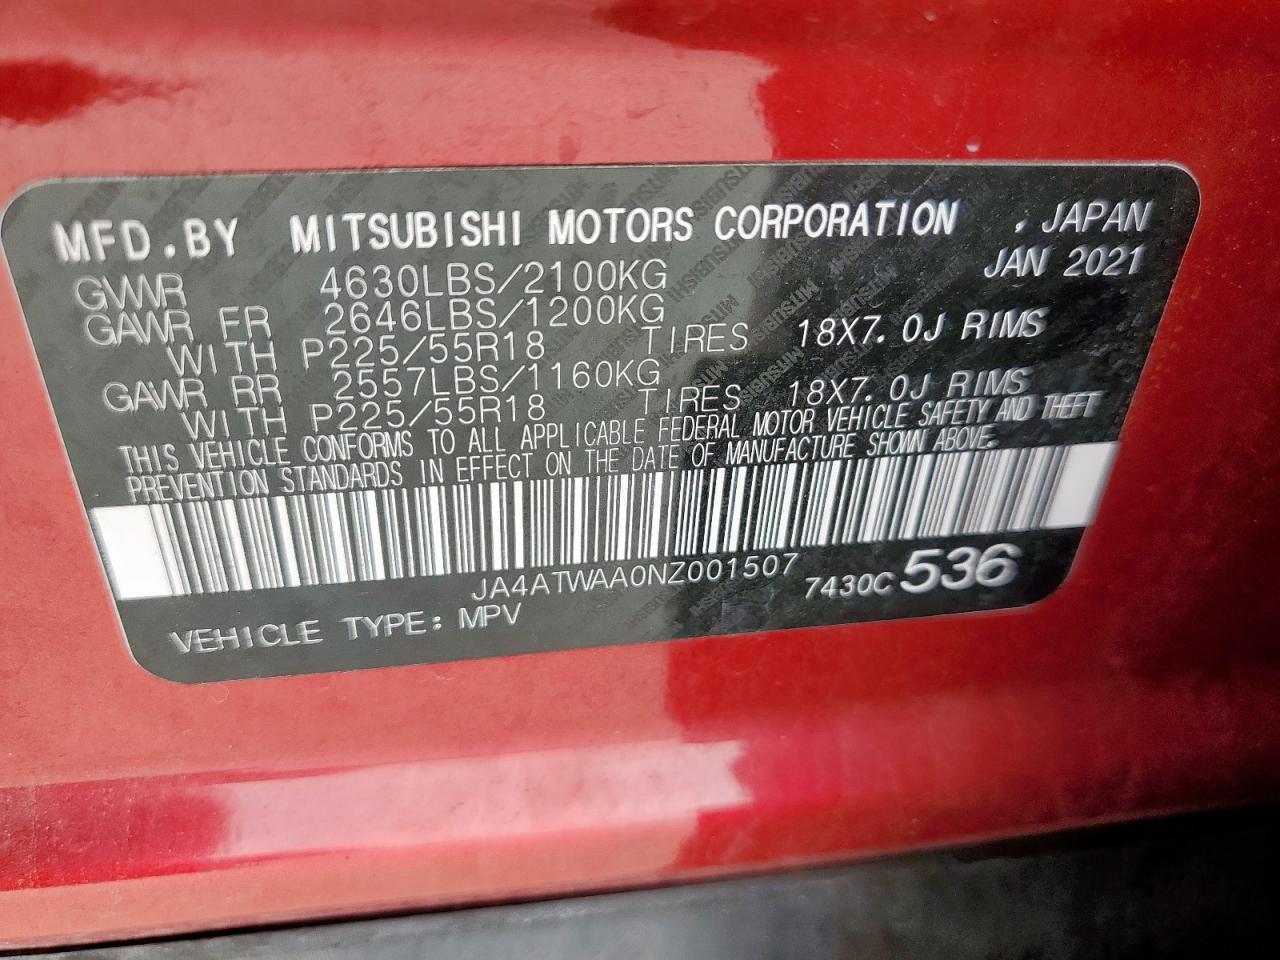 MFD.BY MITSUBISHI MOTORS CORPORATION . JAPAN
JAN 2021
GVWR 4630LBS/2100KG
GAWR FR 2646LBS/1200KG
WITH P225/55R18 TIRES 18X7.0J RIMS
GAWR RR 2557LBS/1160KG
WITH P225/55R18 TIRES 18X7.0J RIMS
THIS VEHICLE CONFORMS TO ALL APPLICABLE FEDERAL MOTOR VEHICLE SAFETY AND THEFT
PREVENTION STANDARDS IN EFFECT ON THE DATE OF MANUFACTURE SHOWN ABOVE.
JA4ATWAA0NZ001507 7430C 536
VEHICLE TYPE: MPV